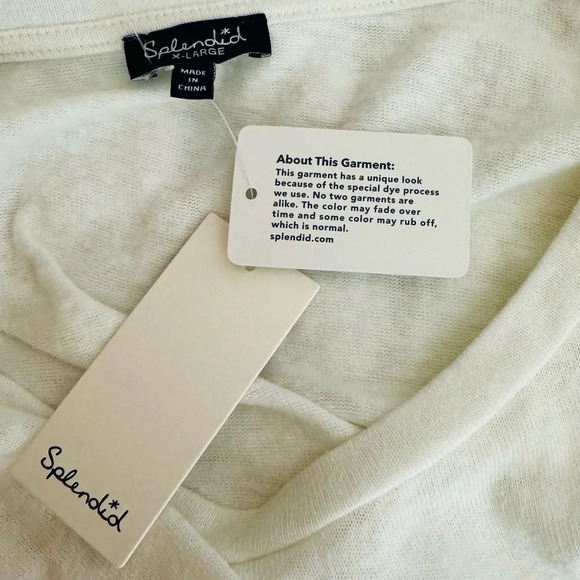 Splendid
X-LARGE
MADE
IN
CHINA
About This Garment:
This garment has a unique look
because of the special dye process
we use. No two garments are
alike. The color may fade over
time and some color may rub off,
which is normal.
splendid.com
Splendid